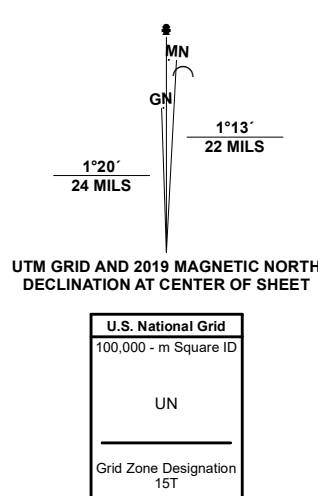 MN
GN
1°13´
22 MILS
1°20´
24 MILS
UTM GRID AND 2019 MAGNETIC NORTH
DECLINATION AT CENTER OF SHEET
U.S. National Grid
100,000 - m Square ID
UN
Grid Zone Designation
15T